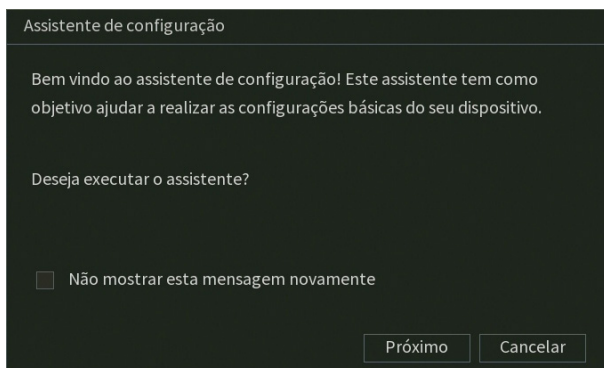 Assistente de configuração
Bem vindo ao assistente de configuração! Este assistente tem como
objetivo ajudar a realizar as configurações básicas do seu dispositivo.
Deseja executar o assistente?
Não mostrar esta mensagem novamente
Próximo
Cancelar